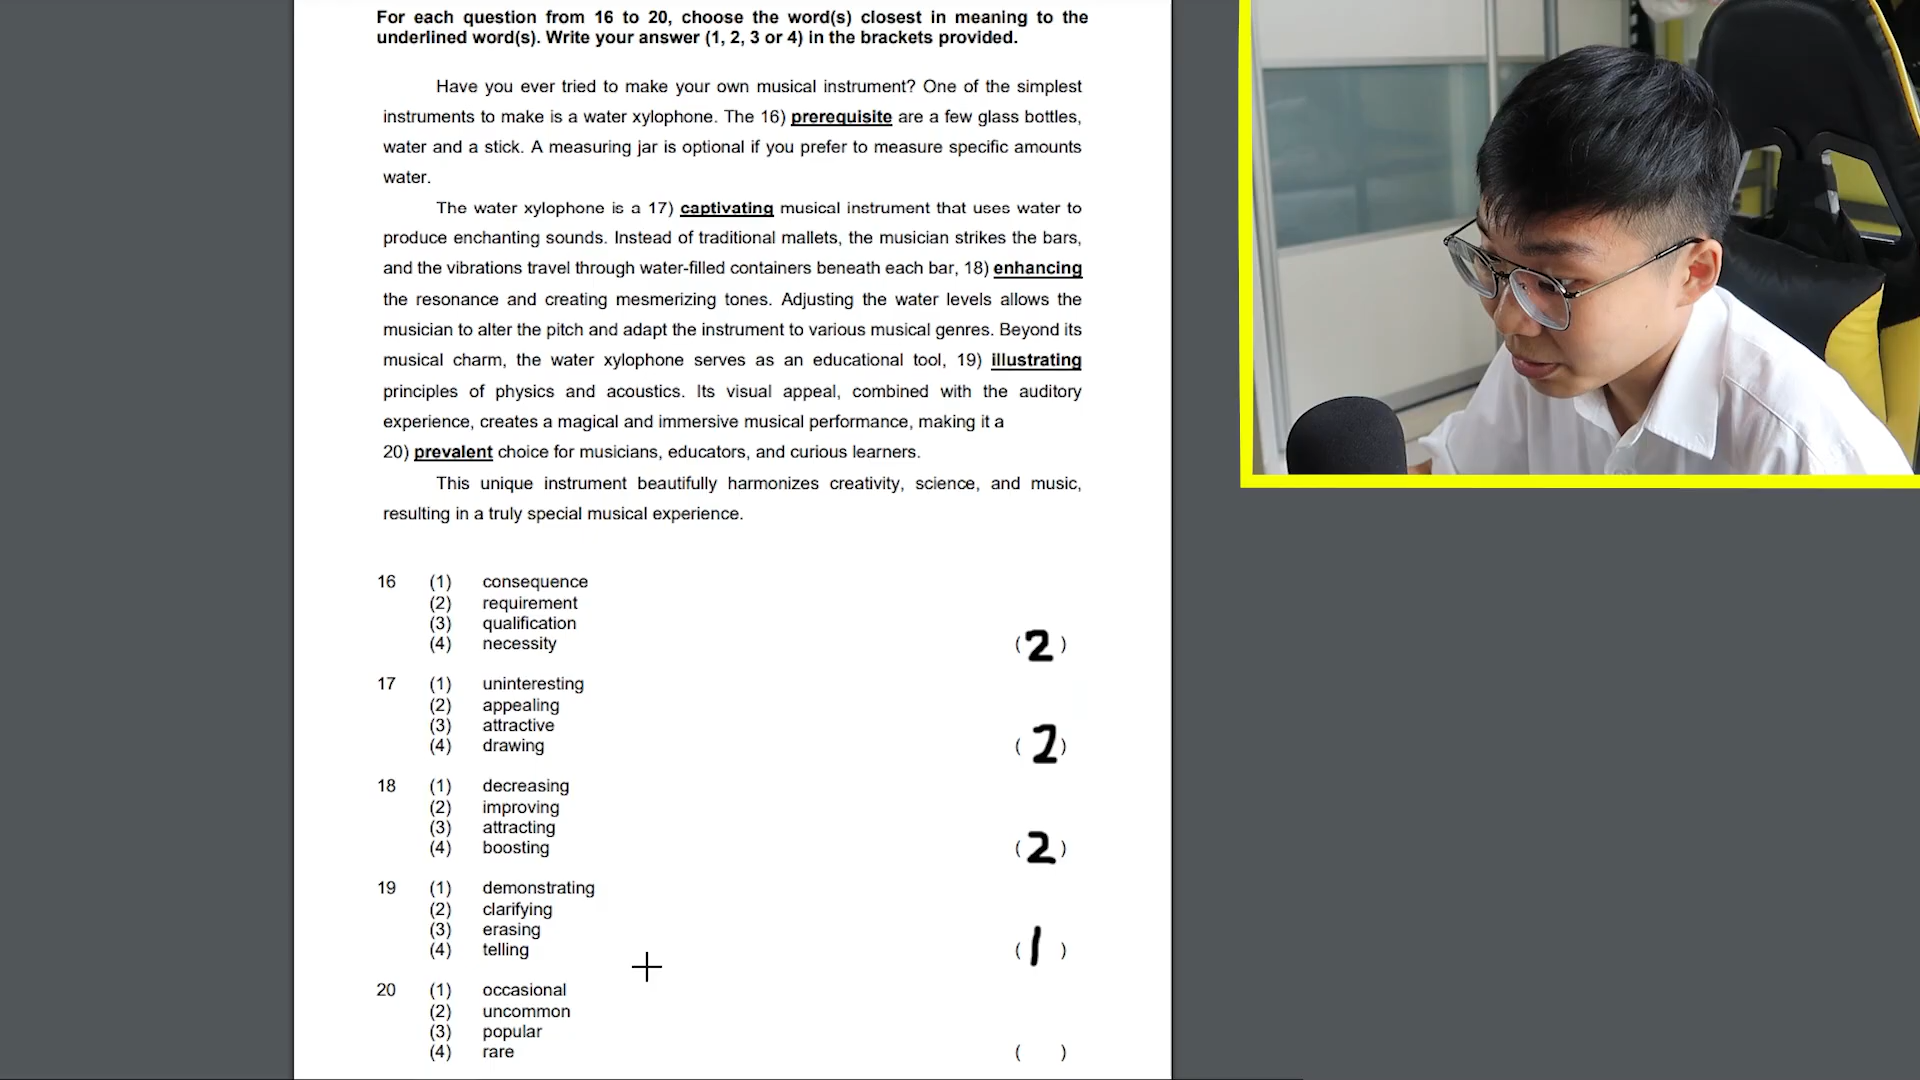 For each question from 16 to 20, choose the word(s) closest in meaning to the
underlined word(s). Write your answer (1, 2, 3 or 4) in the brackets provided.
Have you ever tried to make your own musical instrument? One of the simplest
instruments to make is a water xylophone. The 16) prerequisite are a few glass bottles,
water and a stick. A measuring jar is optional if you prefer to measure specific amounts
water.
The water xylophone is a 17) captivating musical instrument that uses water to
produce enchanting sounds. Instead of traditional mallets, the musician strikes the bars,
and the vibrations travel through water-filled containers beneath each bar, 18) enhancing
the resonance and creating mesmerizing tones. Adjusting the water levels allows the
musician to alter the pitch and adapt the instrument to various musical genres. Beyond its
musical charm, the water xylophone serves as an educational tool, 19) illustrating
principles of physics and acoustics. Its visual appeal, combined with the auditory
experience, creates a magical and immersive musical performance, making it a
20) prevalent choice for musicians, educators, and curious learners.
This unique instrument beautifully harmonizes creativity, science, and music,
resulting in a truly special musical experience.
16 (1) consequence
(2) requirement
(3) qualification
(4) necessity (2)
17 (1) uninteresting
(2) appealing
(3) attractive
(4) drawing (2)
18 (1) decreasing
(2) improving
(3) attracting
(4) boosting (2)
19 (1) demonstrating
(2) clarifying
(3) erasing
(4) telling (1)
20 (1) occasional
(2) uncommon
(3) popular
(4) rare ( )